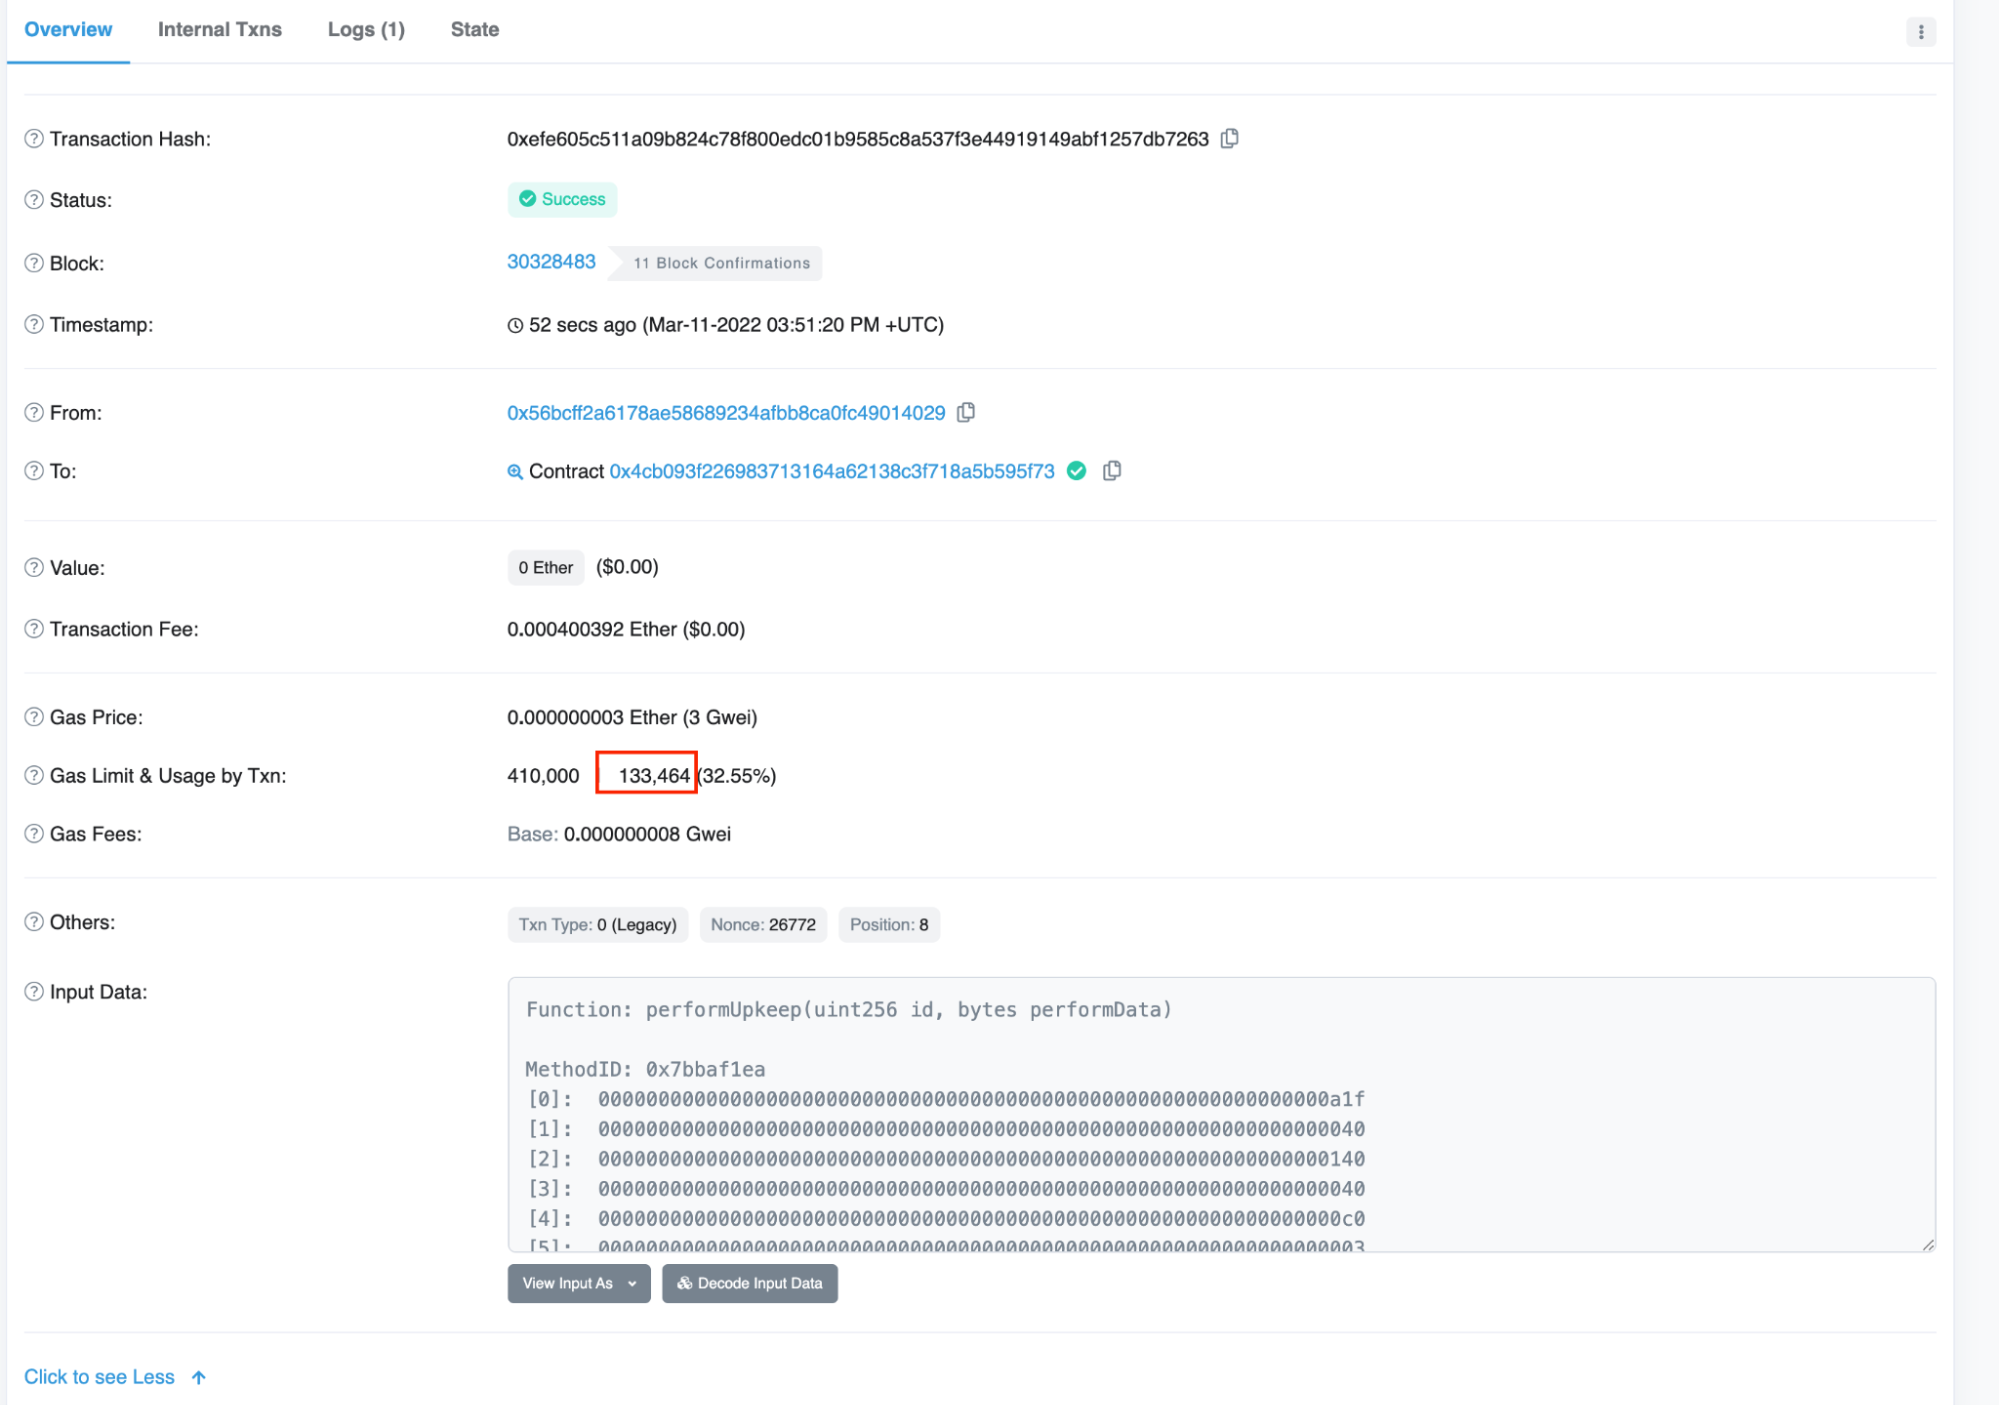 Overview Internal Txns Logs (1) State
Transaction Hash: 0xefe605c511a09b824c78f800edc01b9585c8a537f3e44919149abf1257db7263
Status: Success
Block: 30328483 11 Block Confirmations
Timestamp: 52 secs ago (Mar-11-2022 03:51:20 PM +UTC)
From: 0x56bcff2a6178ae58689234afbb8ca0fc49014029
To: Contract 0x4cb093f226983713164a62138c3f718a5b595f73
Value: 0 Ether ($0.00)
Transaction Fee: 0.000400392 Ether ($0.00)
Gas Price: 0.000000003 Ether (3 Gwei)
Gas Limit & Usage by Txn: 410,000 133,464 (32.55%)
Gas Fees: Base: 0.000000008 Gwei
Others: Txn Type: 0 (Legacy) Nonce: 26772 Position: 8
Input Data:
Function: performUpkeep(uint256 id, bytes performData)
MethodID: 0x7bbaf1ea
[0]: 0000000000000000000000000000000000000000000000000000000000000a1f
[1]: 0000000000000000000000000000000000000000000000000000000000000040
[2]: 0000000000000000000000000000000000000000000000000000000000000140
[3]: 0000000000000000000000000000000000000000000000000000000000000040
[4]: 00000000000000000000000000000000000000000000000000000000000000c0
[5]: 0000000000000000000000000000000000000000000000000000000000000003
View Input As Decode Input Data
Click to see Less